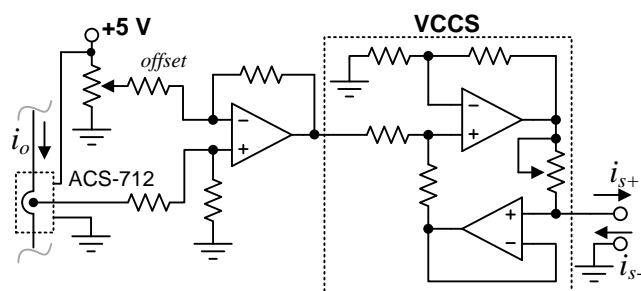 VCCS
+5 V
offset
−
+
−
+
i_o
ACS-712
i_s+
+
−
i_s-